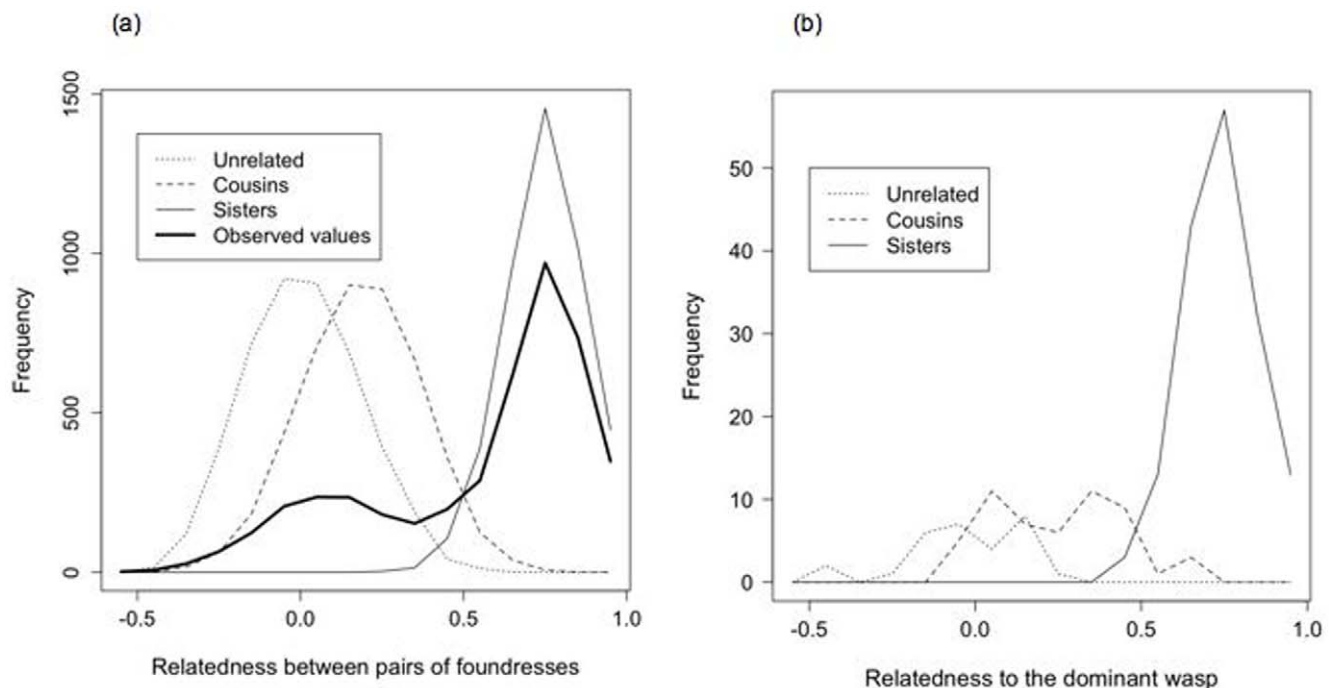 (a)
1500
1000
500
0
Frequency
Unrelated
Cousins
Sisters
Observed values
-0.5
0.0
0.5
1.0
Relatedness between pairs of foundresses
(b)
50
40
30
20
10
0
Frequency
Unrelated
Cousins
Sisters
-0.5
0.0
0.5
1.0
Relatedness to the dominant wasp